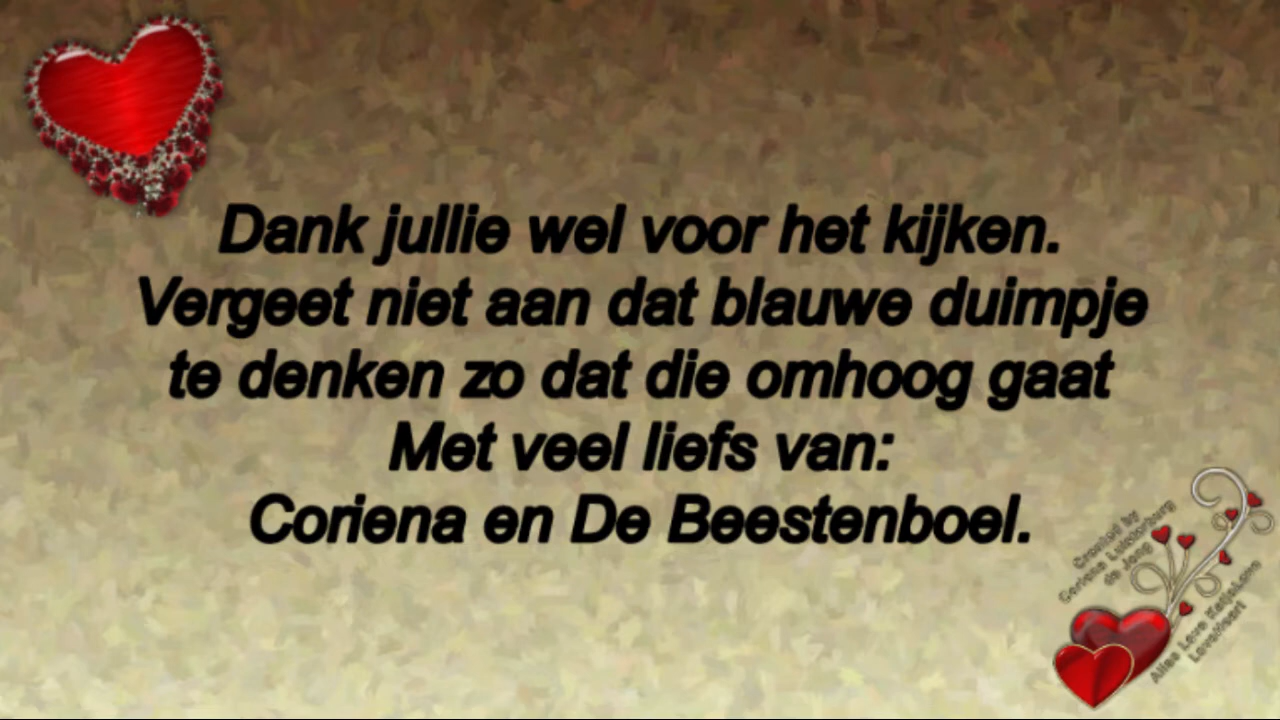 Dank jullie wel voor het kijken.
Vergeet niet aan dat blauwe duimpje
te denken zo dat die omhoog gaat
Met veel liefs van:
Coriena en De Beestenboel.
Created by
Coriena
de Jong